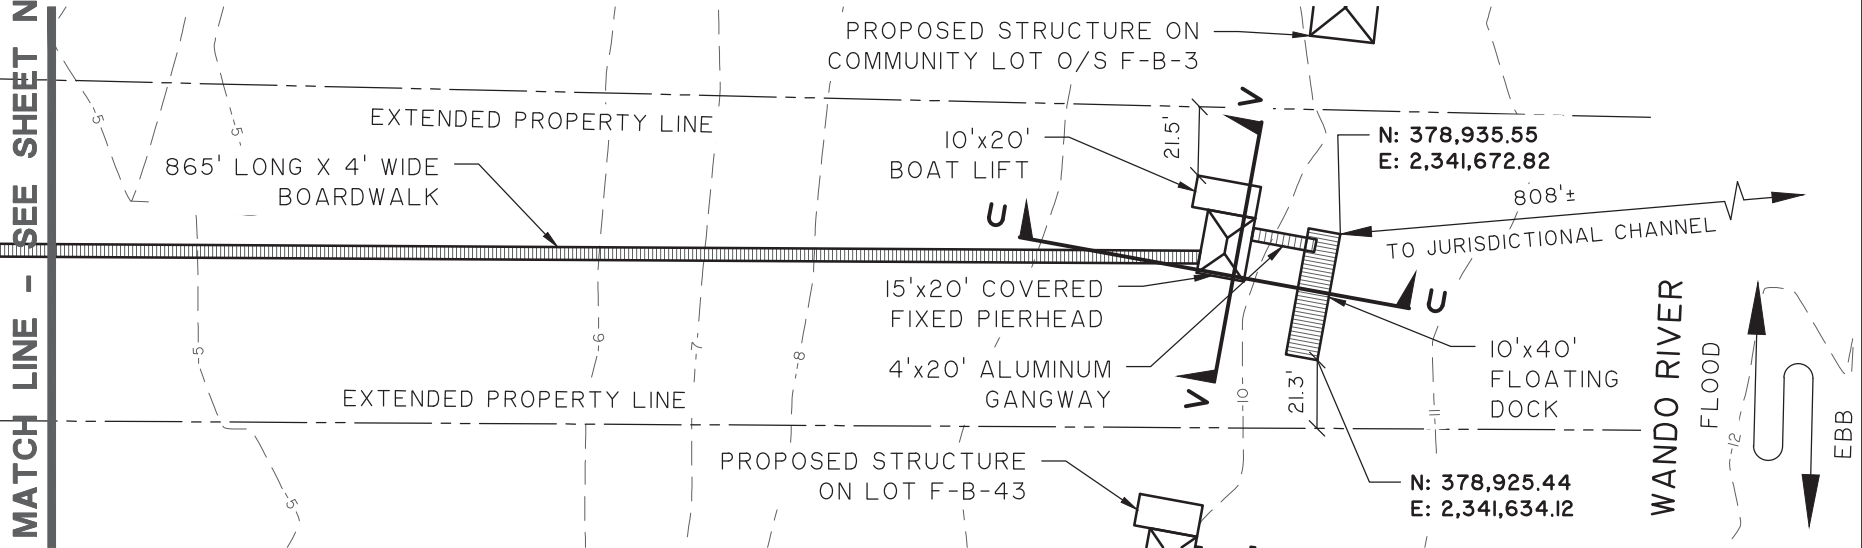 MATCH LINE - SEE SHEET N
PROPOSED STRUCTURE ON
COMMUNITY LOT O/S F-B-3
EXTENDED PROPERTY LINE
865' LONG X 4' WIDE
BOARDWALK
10'x20'
BOAT LIFT
21.5'
V
N: 378,935.55
E: 2,341,672.82
808'±
TO JURISDICTIONAL CHANNEL
U
U
15'x20' COVERED
FIXED PIERHEAD
4'x20' ALUMINUM
GANGWAY
V
21.3'
10'x40'
FLOATING
DOCK
EXTENDED PROPERTY LINE
PROPOSED STRUCTURE
ON LOT F-B-43
N: 378,925.44
E: 2,341,634.12
WANDO RIVER
FLOOD
EBB
-5
-5
-5
-5
-6
-7
-8
-10
-11
-12